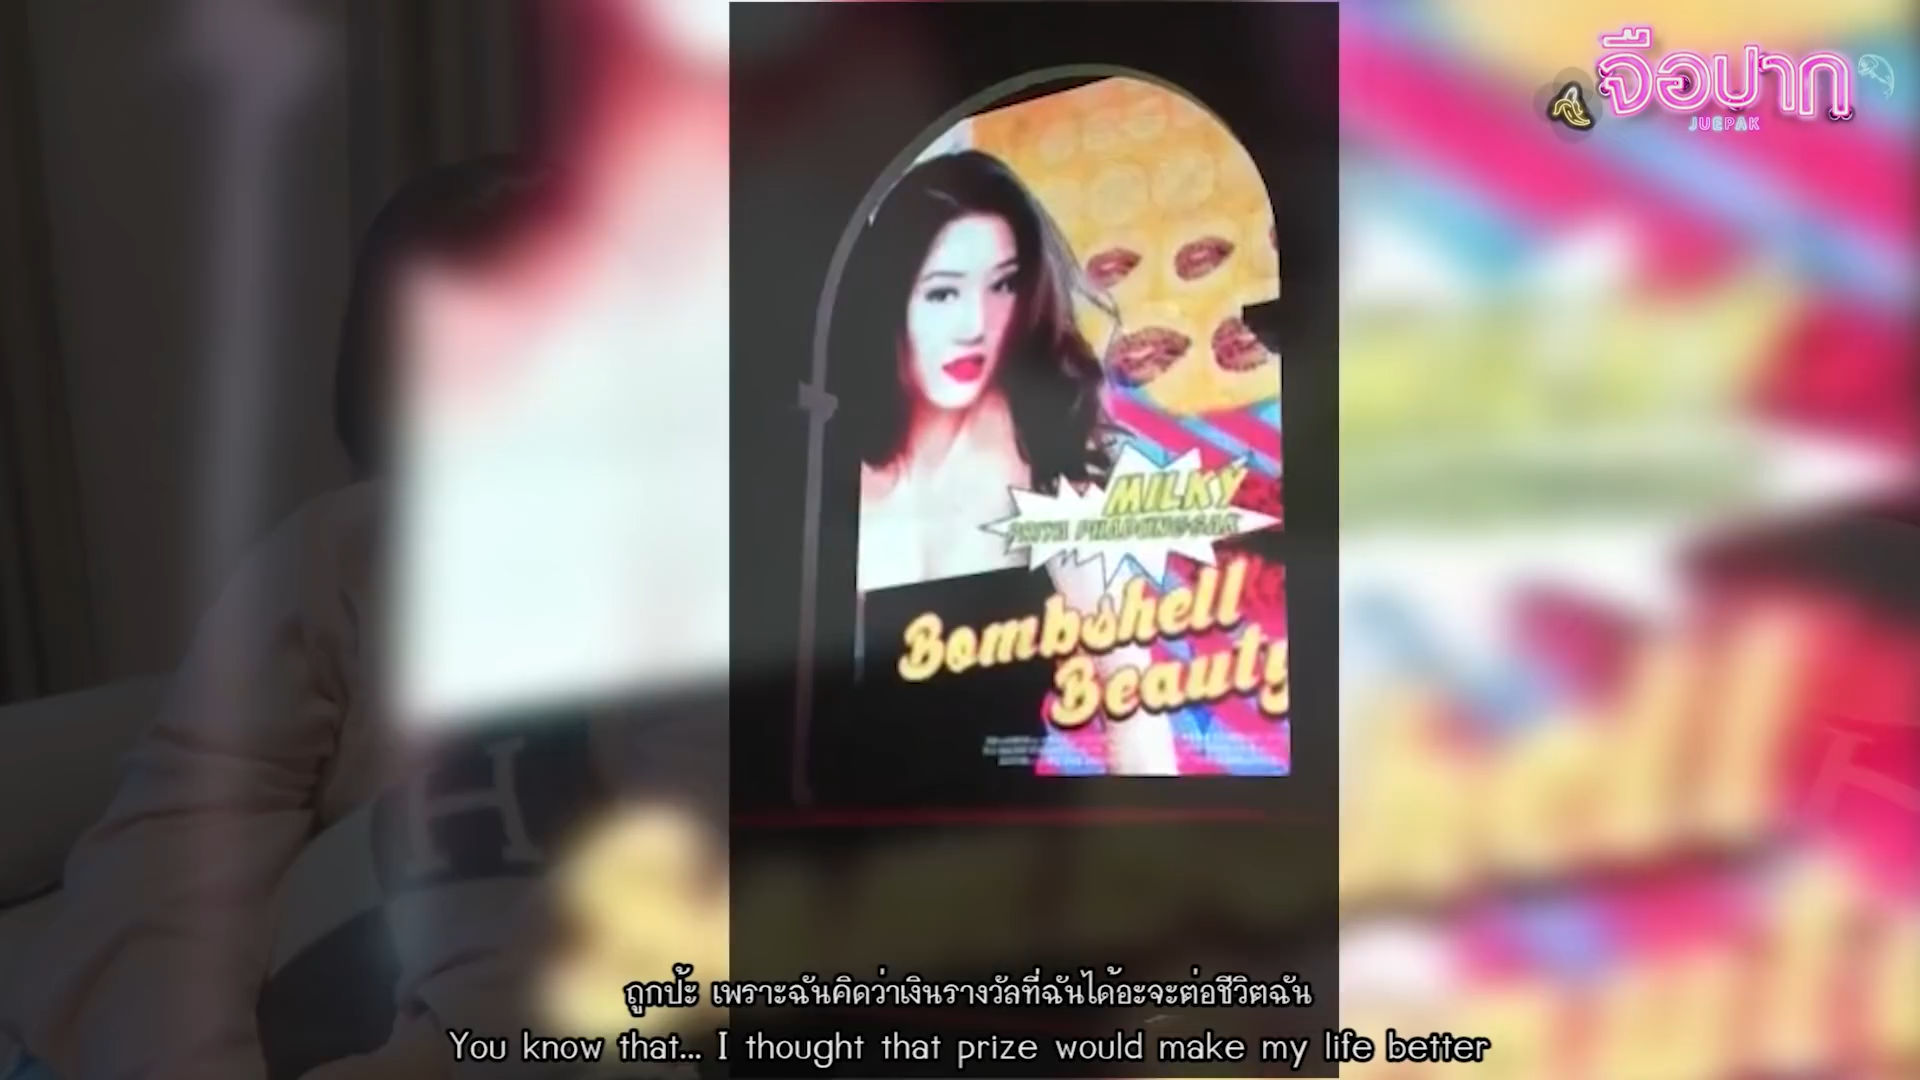 จือปาก
JUEPAK
MILKY
PRIYA PHADUNGSAK
Bombshell
Beauty
H
ถูกป้ะ เพราะฉันคิดว่าเงินรางวัลที่ฉันได้อะจะต่อชีวิตฉัน
You know that... I thought that prize would make my life better